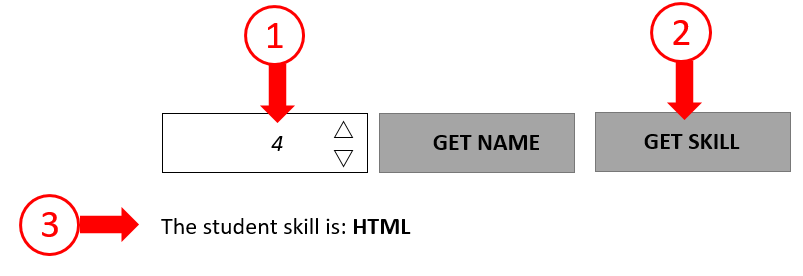 1 2
4 GET NAME GET SKILL
3 The student skill is: HTML